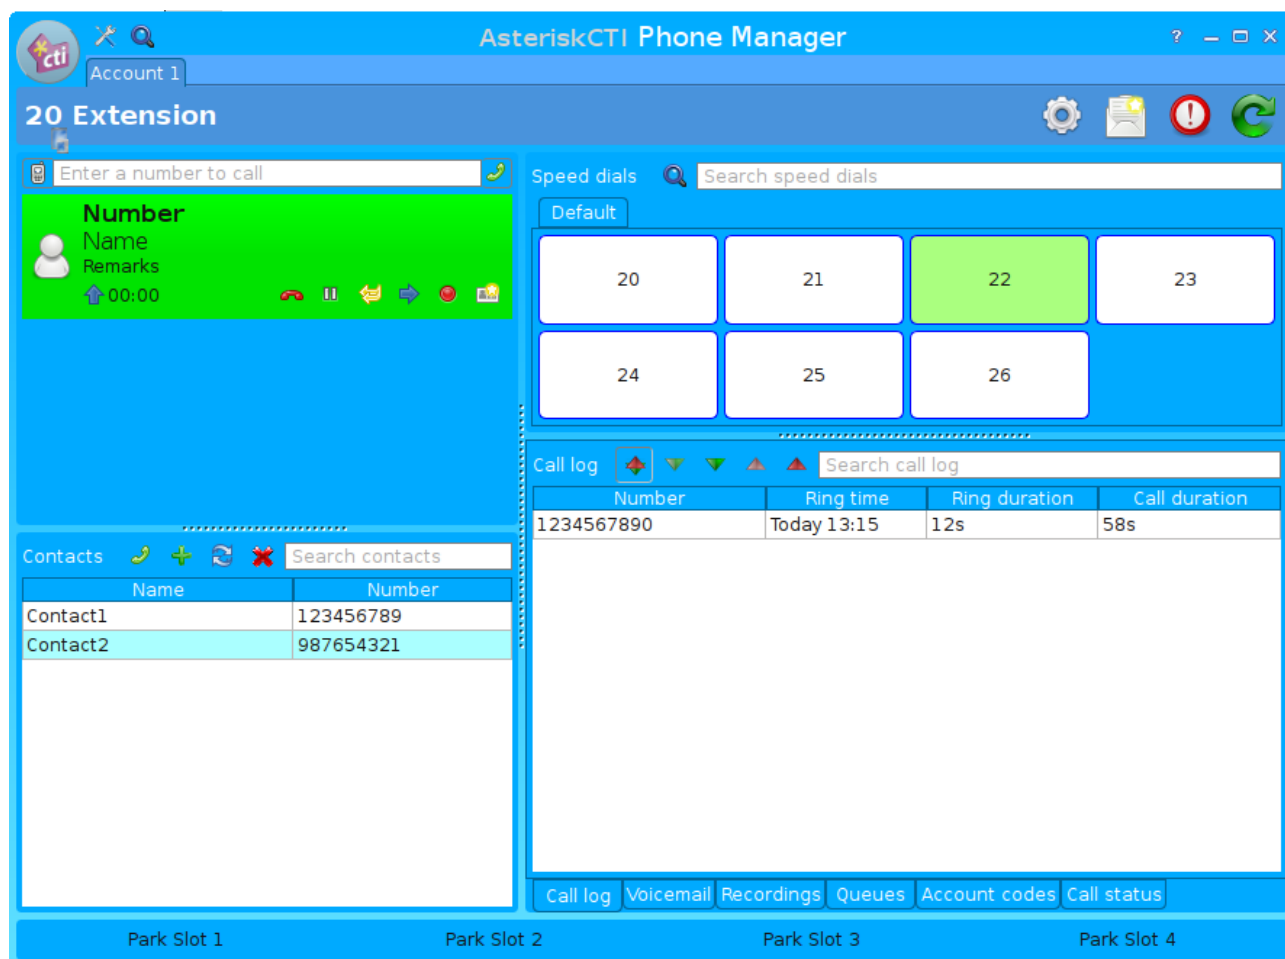 AsteriskCTI Phone Manager
?
cti
Account 1
20 Extension
Enter a number to call
Number
Name
Remarks
00:00
Speed dials Search speed dials
Default
20 21 22 23
24 25 26
Call log Search call log
Number Ring time Ring duration Call duration
1234567890 Today 13:15 12s 58s
Contacts Search contacts
Name Number
Contact1 123456789
Contact2 987654321
Call log Voicemail Recordings Queues Account codes Call status
Park Slot 1 Park Slot 2 Park Slot 3 Park Slot 4